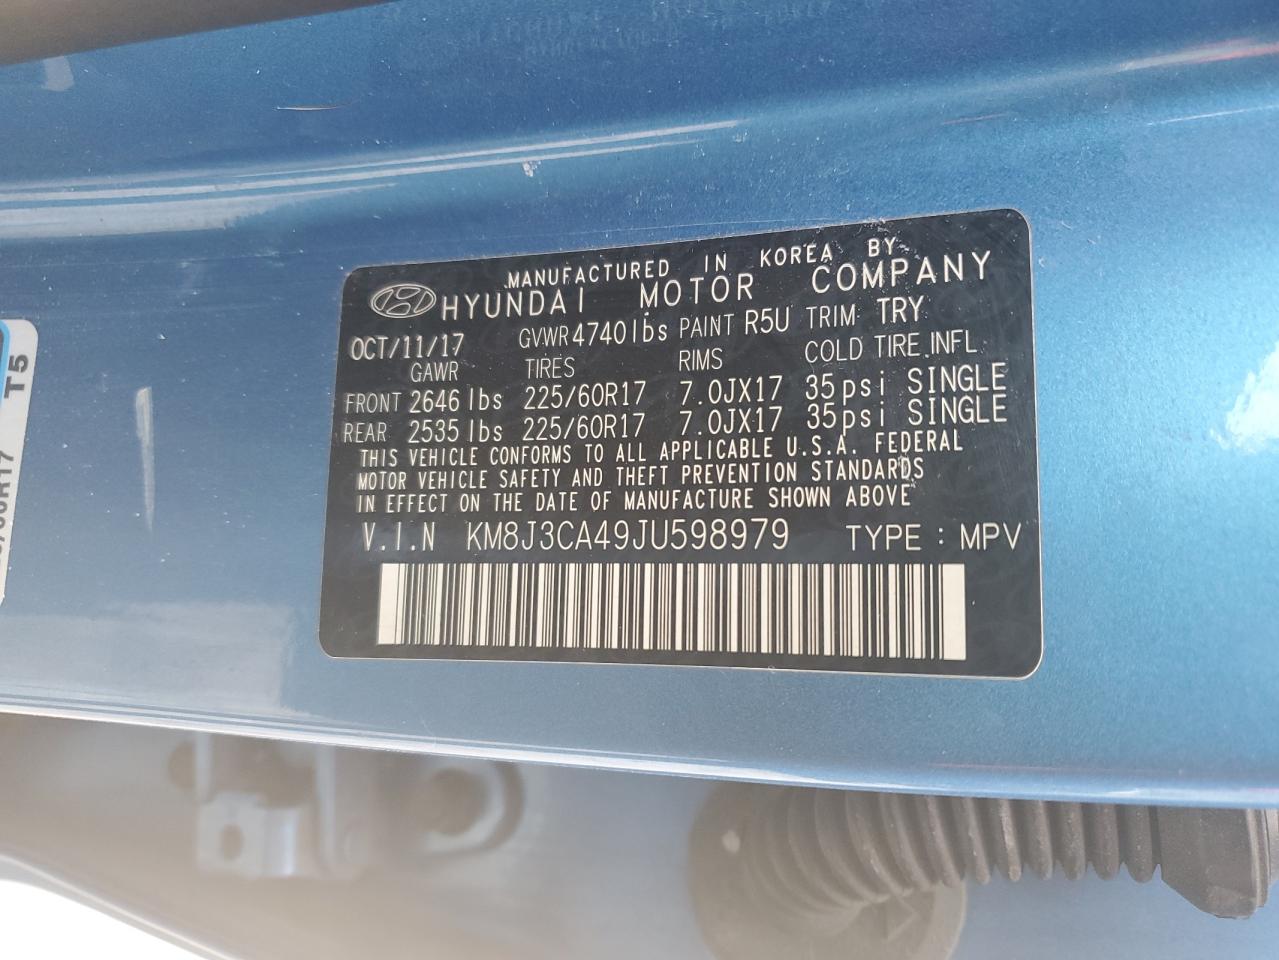 MANUFACTURED IN KOREA BY
HYUNDAI MOTOR COMPANY
OCT/11/17 GVWR 4740lbs PAINT R5U TRIM TRY
GAWR TIRES RIMS COLD TIRE INFL.
FRONT 2646 lbs 225/60R17 7.0JX17 35psi SINGLE
REAR 2535 lbs 225/60R17 7.0JX17 35psi SINGLE
THIS VEHICLE CONFORMS TO ALL APPLICABLE U.S.A. FEDERAL
MOTOR VEHICLE SAFETY AND THEFT PREVENTION STANDARDS
IN EFFECT ON THE DATE OF MANUFACTURE SHOWN ABOVE
V.I.N KM8J3CA49JU598979 TYPE : MPV
T5